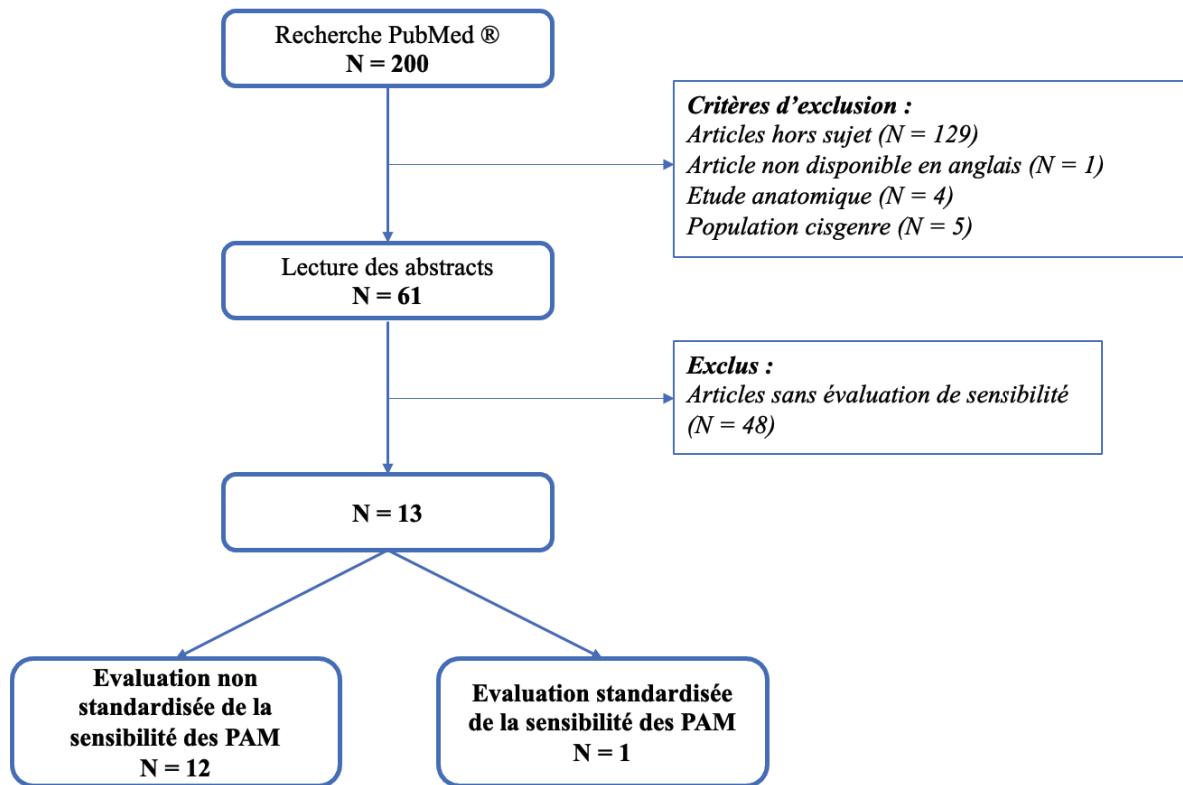 Recherche PubMed ®
N = 200
Critères d’exclusion :
Articles hors sujet (N = 129)
Article non disponible en anglais (N = 1)
Etude anatomique (N = 4)
Population cisgenre (N = 5)
Lecture des abstracts
N = 61
Exclus :
Articles sans évaluation de sensibilité
(N = 48)
N = 13
Evaluation non
standardisée de la
sensibilité des PAM
N = 12
Evaluation standardisée
de la sensibilité des PAM
N = 1